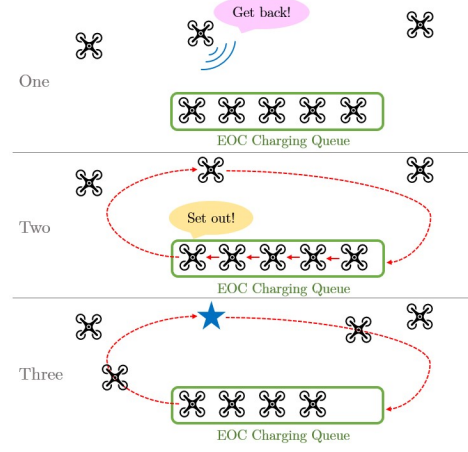 Get back!
One
EOC Charging Queue
Two
Set out!
EOC Charging Queue
Three
EOC Charging Queue